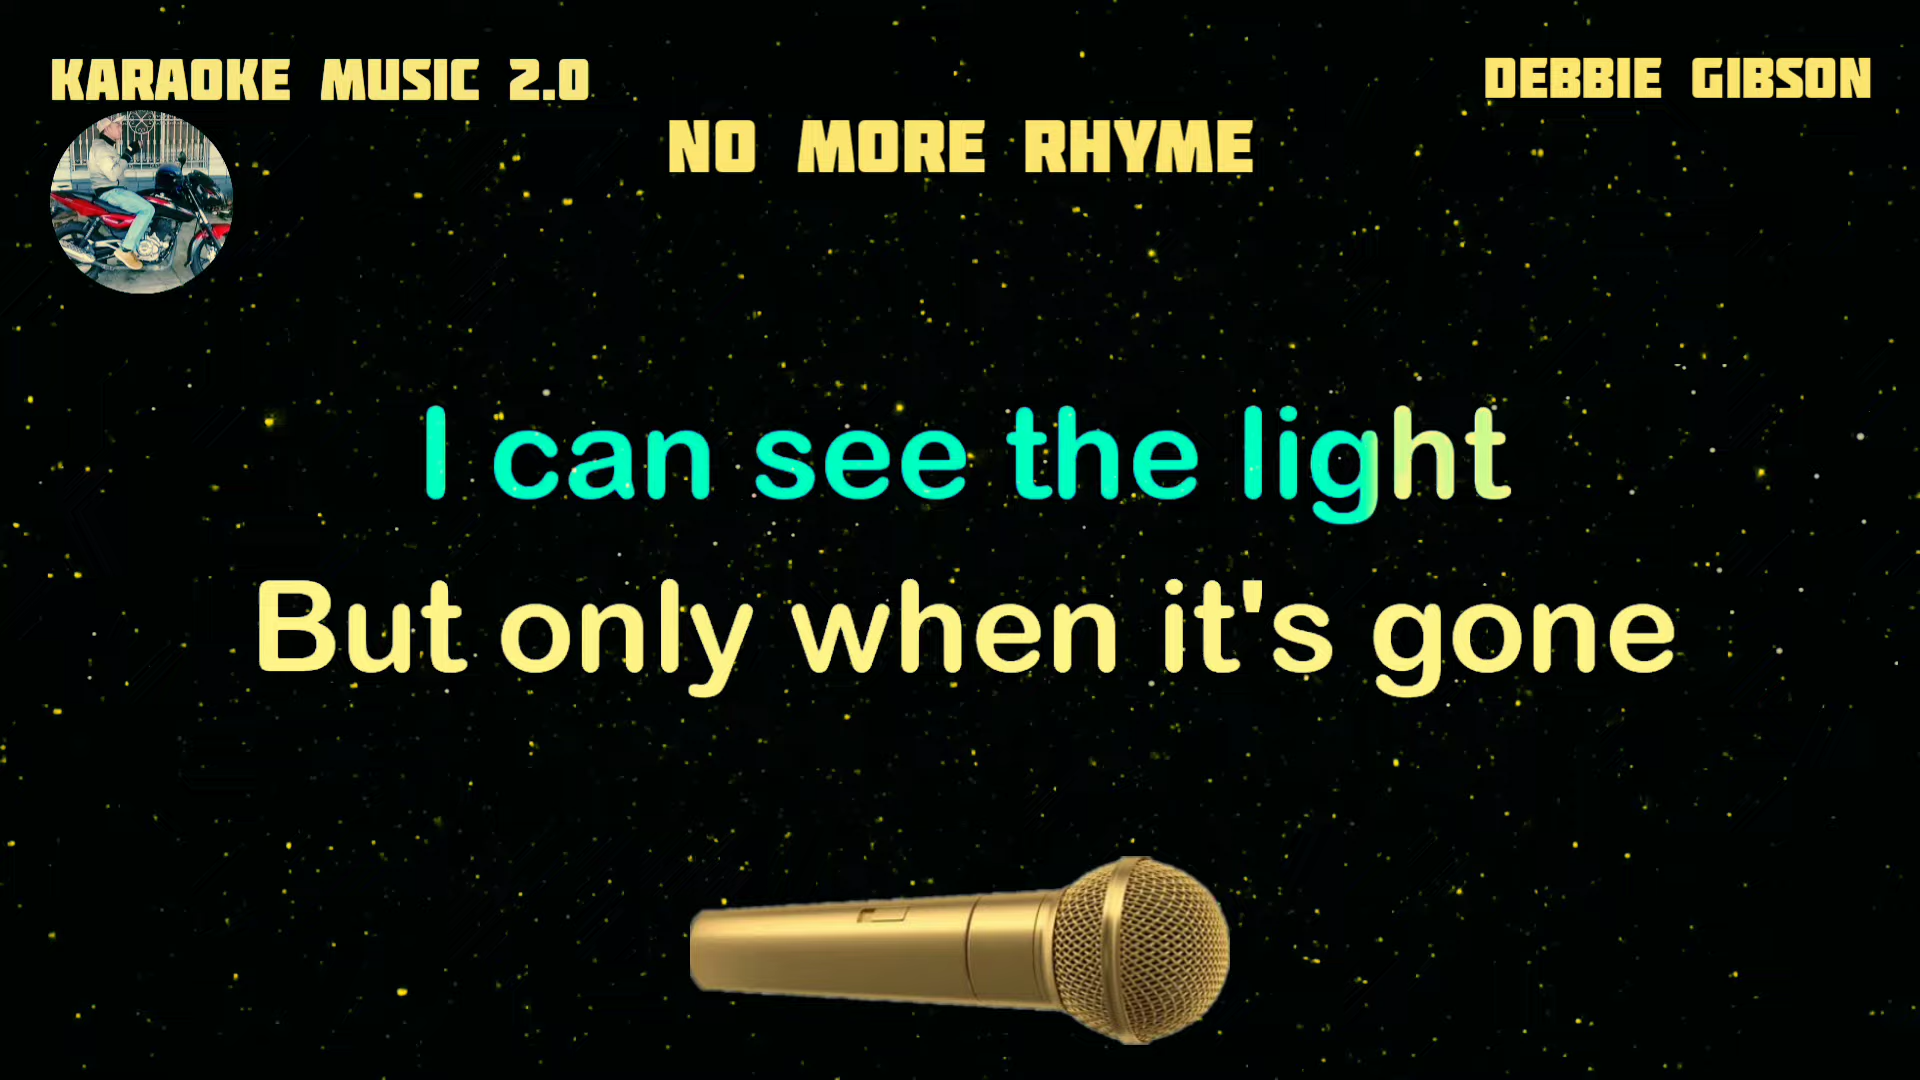 KARAOKE MUSIC 2.0
DEBBIE GIBSON
NO MORE RHYME
I can see the light
But only when it's gone